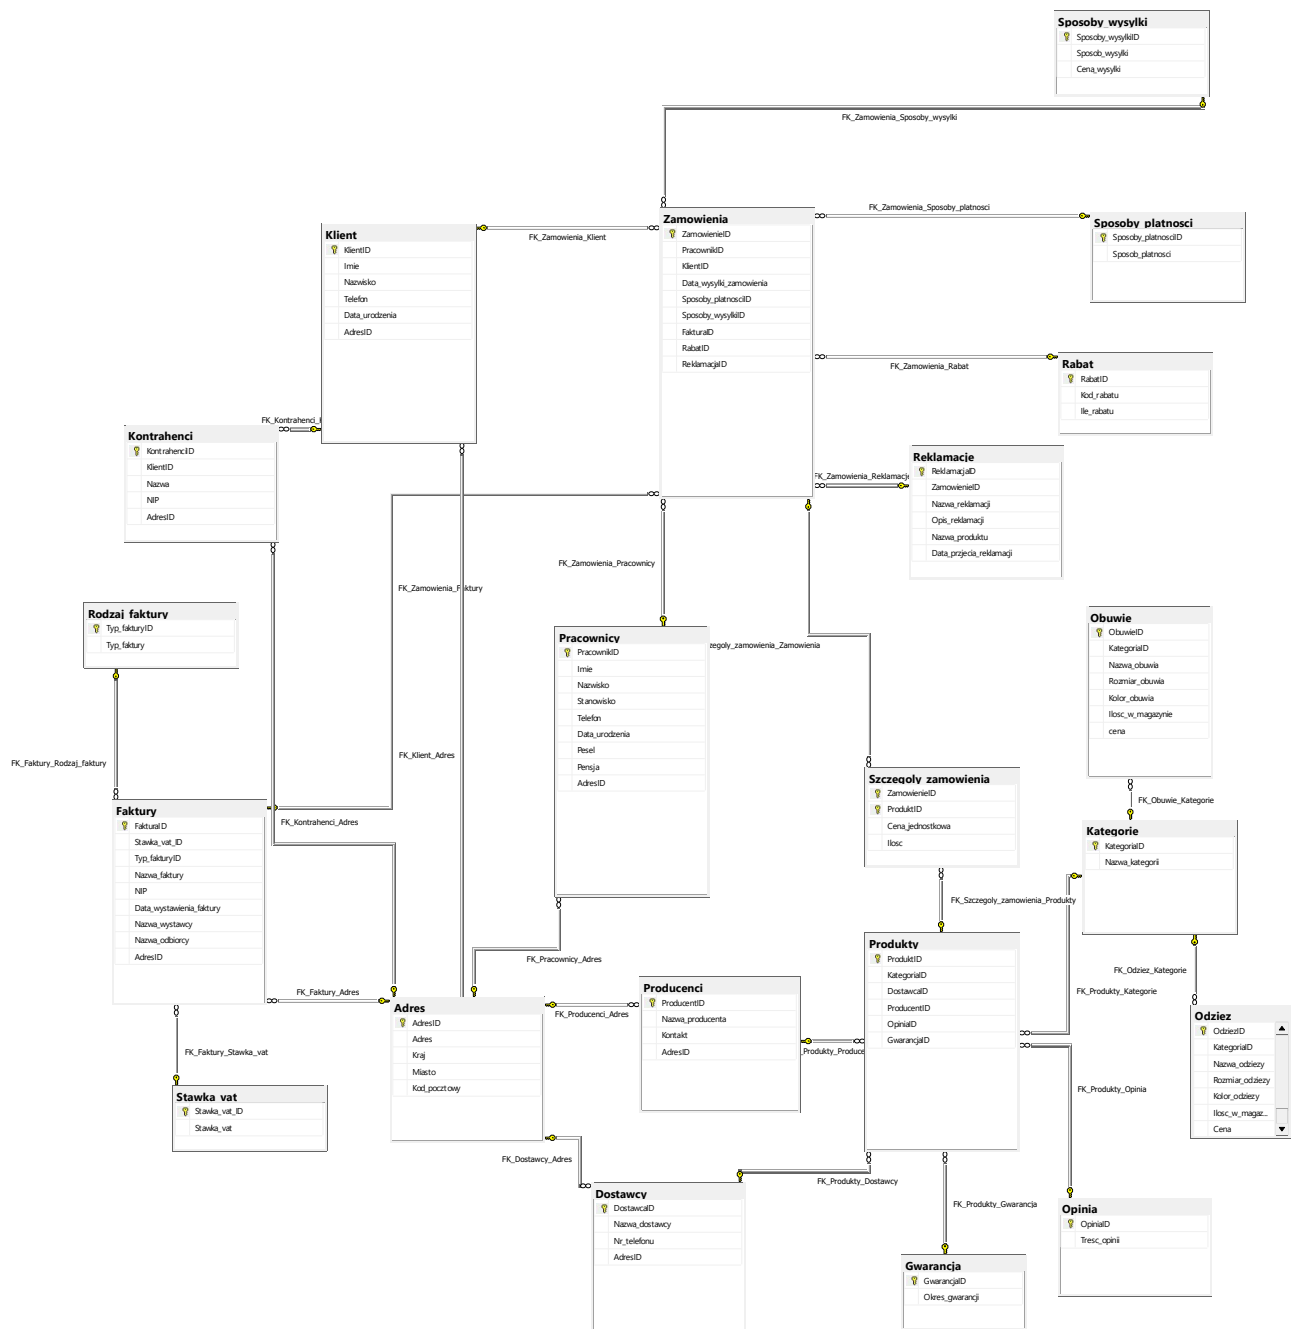 Sposoby_wysylki
Sposoby_wysylkiID
Sposob_wysylki
Cena_wysylki
FK_Zamowienia_Sposoby_wysylki
Zamowienia
ZamowienieID
PracownikID
KlientID
Data_wysylki_zamowienia
Sposoby_platnosciID
Sposoby_wysylkiID
FakturaID
RabatID
ReklamacjaID
FK_Zamowienia_Sposoby_platnosci
Sposoby_platnosci
Sposoby_platnosciID
Sposob_platnosci
Klient
KlientID
Imie
Nazwisko
Telefon
Data_urodzenia
AdresID
FK_Zamowienia_Klient
FK_Zamowienia_Rabat
Rabat
RabatID
Kod_rabatu
Ile_rabatu
FK_Kontrahenci_
Kontrahenci
KontrahenciID
KlientID
Nazwa
NIP
AdresID
FK_Zamowienia_Reklamacje
Reklamacje
ReklamacjaID
ZamowienieID
Nazwa_reklamacji
Opis_reklamacji
Nazwa_produktu
Data_przjecia_reklamacji
FK_Zamowienia_Pracownicy
FK_Zamowienia_Faktury
Rodzaj_faktury
Typ_fakturyID
Typ_faktury
Pracownicy
PracownikID
Imie
Nazwisko
Stanowisko
Telefon
Data_urodzenia
Pesel
Pensja
AdresID
zegoly_zamowienia_Zamowienia
Obuwie
ObuwieID
KategoriaID
Nazwa_obuwia
Rozmiar_obuwia
Kolor_obuwia
Ilosc_w_magazynie
cena
FK_Klient_Adres
FK_Faktury_Rodzaj_faktury
Szczegoly_zamowienia
ZamowienieID
ProduktID
Cena_jednostkowa
Ilosc
FK_Obuwie_Kategorie
Faktury
FakturaID
Stawka_vat_ID
Typ_fakturyID
Nazwa_faktury
NIP
Data_wystawienia_faktury
Nazwa_wystawcy
Nazwa_odbiorcy
AdresID
FK_Kontrahenci_Adres
Kategorie
KategoriaID
Nazwa_kategorii
FK_Szczegoly_zamowienia_Produkty
Produkty
ProduktID
KategoriaID
DostawcaID
ProducentID
OpiniaID
GwarancjaID
FK_Pracownicy_Adres
FK_Odziez_Kategorie
FK_Produkty_Kategorie
FK_Faktury_Adres
Adres
AdresID
Adres
Kraj
Miasto
Kod_pocztowy
FK_Producenci_Adres
Producenci
ProducentID
Nazwa_producenta
Kontakt
AdresID
_Produkty_Produce
Odziez
OdziezID
KategoriaID
Nazwa_odziezy
Rozmiar_odziezy
Kolor_odziezy
Ilosc_w_magaz...
Cena
FK_Faktury_Stawka_vat
Stawka_vat
Stawka_vat_ID
Stawka_vat
FK_Produkty_Opinia
FK_Dostawcy_Adres
FK_Produkty_Dostawcy
Dostawcy
DostawcaID
Nazwa_dostawcy
Nr_telefonu
AdresID
FK_Produkty_Gwarancja
Opinia
OpiniaID
Tresc_opinii
Gwarancja
GwarancjaID
Okres_gwarancji